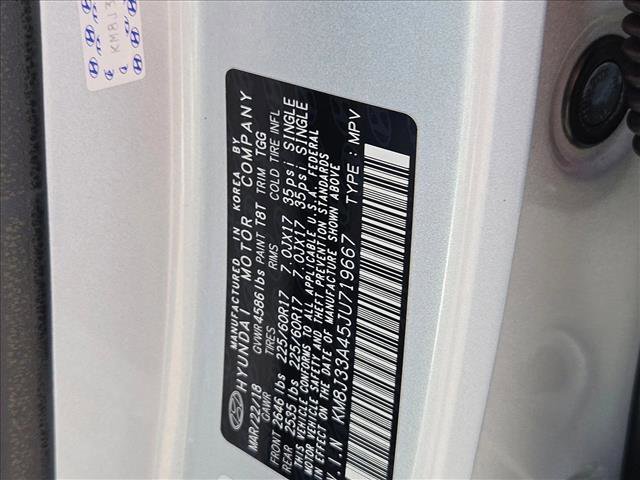 KM8J3
MANUFACTURED IN KOREA BY
HYUNDAI MOTOR COMPANY
MAR/22/18 GVWR 4586 lbs PAINT T8T TRIM TGG
GAWR TIRES RIMS COLD TIRE INFL
FRONT 2646 lbs 225/60R17 7.0JX17 35psi SINGLE
REAR 2535 lbs 225/60R17 7.0JX17 35psi SINGLE
THIS VEHICLE CONFORMS TO ALL APPLICABLE U.S.A. FEDERAL
MOTOR VEHICLE SAFETY AND THEFT PREVENTION STANDARDS
IN EFFECT ON THE DATE OF MANUFACTURE SHOWN ABOVE.
V.I.N KM8J33A45JU719667 TYPE : MPV